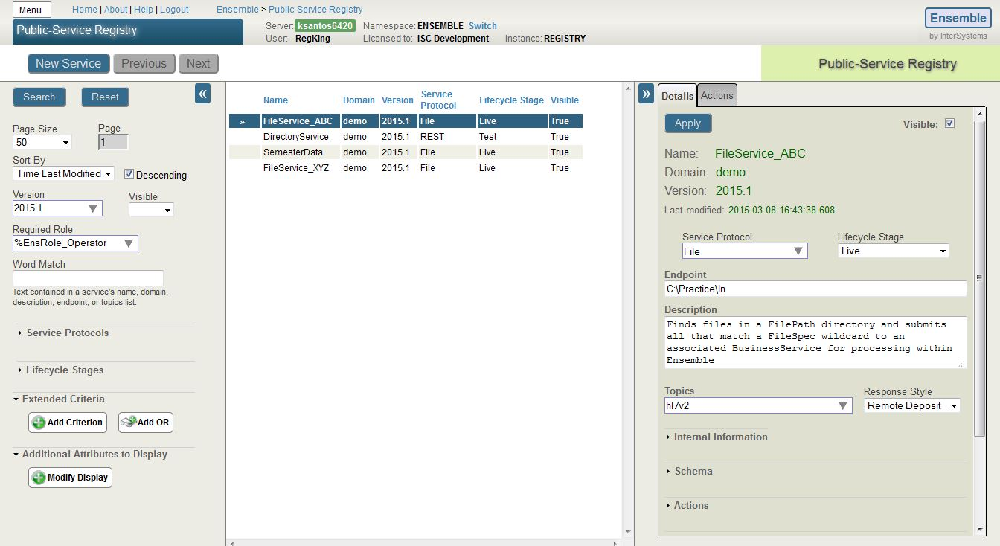 Menu
Home | About | Help | Logout
Ensemble > Public-Service Registry
Public-Service Registry
Server: ksantos6420 Namespace: ENSEMBLE Switch
User: RegKing Licensed to: ISC Development Instance: REGISTRY
Ensemble
by InterSystems
New Service Previous Next
Public-Service Registry
Search Reset «
Page Size Page
50 1
Sort By
Time Last Modified Descending
Version Visible
2015.1
Required Role
%EnsRole_Operator
Word Match
Text contained in a service's name, domain,
description, endpoint, or topics list.
Service Protocols
Lifecycle Stages
Extended Criteria
Add Criterion Add OR
Additional Attributes to Display
Modify Display
Name Domain Version Service Protocol Lifecycle Stage Visible
» FileService_ABC demo 2015.1 File Live True
DirectoryService demo 2015.1 REST Test True
SemesterData demo 2015.1 File Live True
FileService_XYZ demo 2015.1 File Live True
» Details Actions
Apply Visible:
Name: FileService_ABC
Domain: demo
Version: 2015.1
Last modified: 2015-03-08 16:43:38.608
Service Protocol Lifecycle Stage
File Live
Endpoint
C:\Practice\In
Description
Finds files in a FilePath directory and submits
all that match a FileSpec wildcard to an
associated BusinessService for processing within
Ensemble
Topics Response Style
hl7v2 Remote Deposit
Internal Information
Schema
Actions